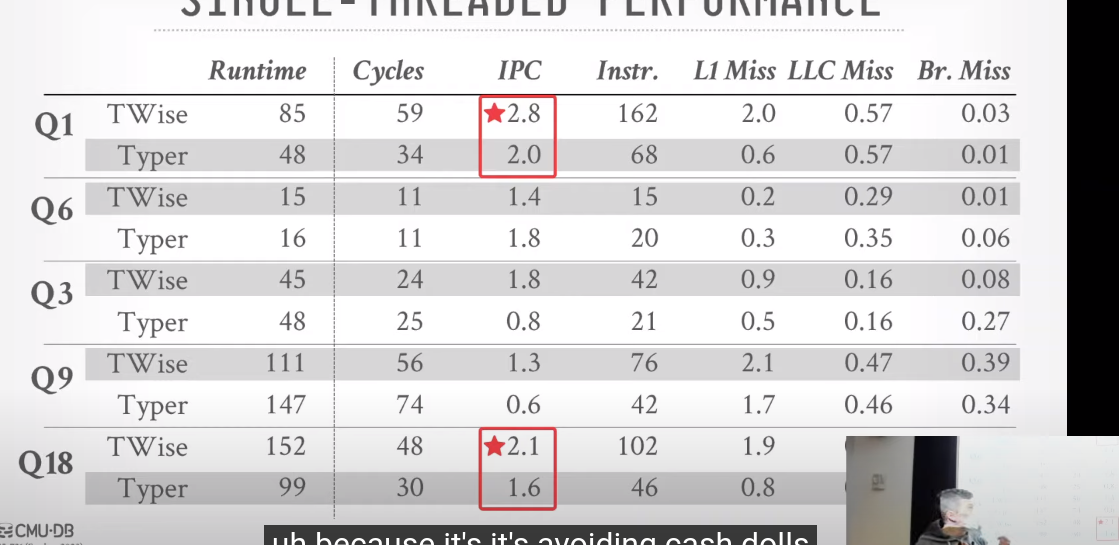 SINGLE-THREADED PERFORMANCE
Runtime Cycles IPC Instr. L1 Miss LLC Miss Br. Miss
Q1 TWise 85 59 2.8 162 2.0 0.57 0.03
Typer 48 34 2.0 68 0.6 0.57 0.01
Q6 TWise 15 11 1.4 15 0.2 0.29 0.01
Typer 16 11 1.8 20 0.3 0.35 0.06
Q3 TWise 45 24 1.8 42 0.9 0.16 0.08
Typer 48 25 0.8 21 0.5 0.16 0.27
Q9 TWise 111 56 1.3 76 2.1 0.47 0.39
Typer 147 74 0.6 42 1.7 0.46 0.34
Q18 TWise 152 48 2.1 102 1.9
Typer 99 30 1.6 46 0.8
CMU·DB
uh because it's it's avoiding cash dolls